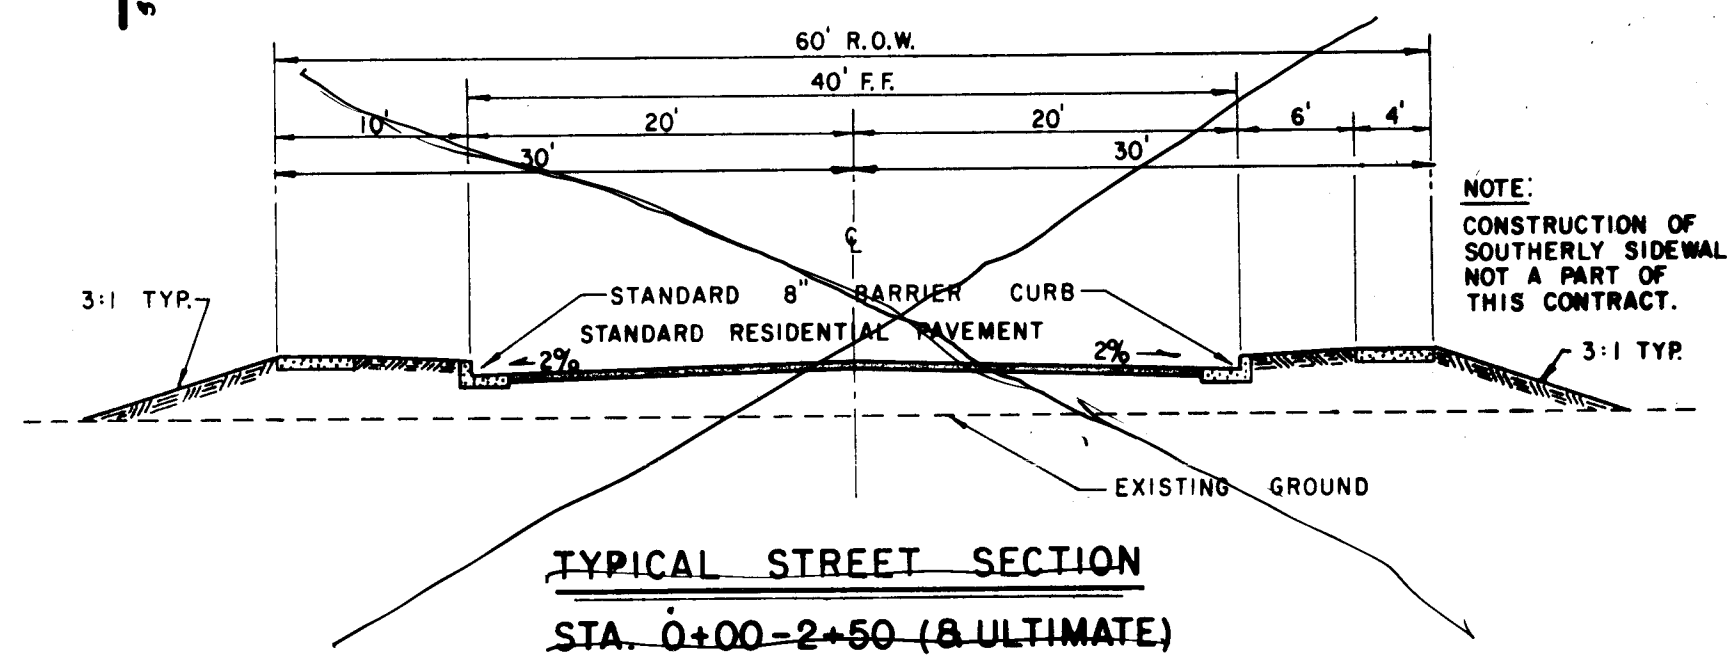 60' R.O.W.
40' F.F.
10'
20'
20'
6'
4'
30'
30'
NOTE:
CONSTRUCTION OF
SOUTHERLY SIDEWAL
NOT A PART OF
THIS CONTRACT.
℄
3:1 TYP.
STANDARD 8" BARRIER CURB
STANDARD RESIDENTIAL PAVEMENT
2%
2%
3:1 TYP.
EXISTING GROUND
TYPICAL STREET SECTION
STA. 0+00-2+50 (& ULTIMATE)